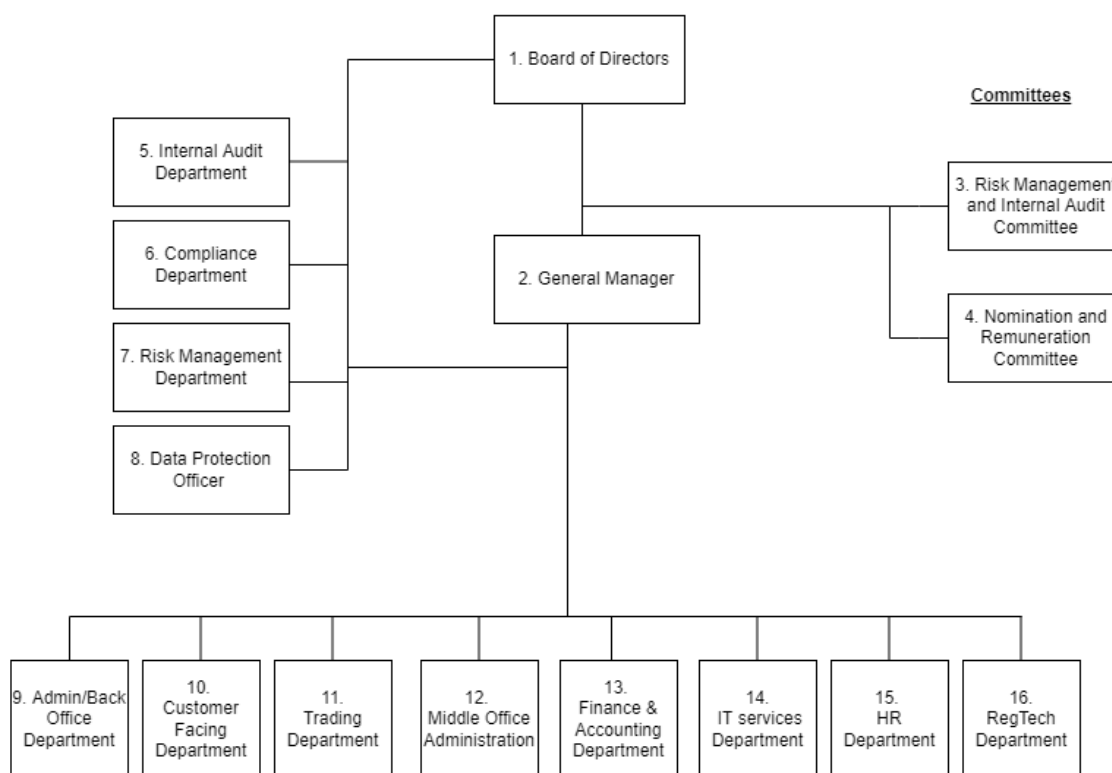 1. Board of Directors
Committees
5. Internal Audit
Department
3. Risk Management
and Internal Audit
Committee
6. Compliance
Department
2. General Manager
4. Nomination and
Remuneration
Committee
7. Risk Management
Department
8. Data Protection
Officer
9. Admin/Back
Office
Department
10.
Customer
Facing
Department
11.
Trading
Department
12.
Middle Office
Administration
13.
Finance &
Accounting
Department
14.
IT services
Department
15.
HR
Department
16.
RegTech
Department